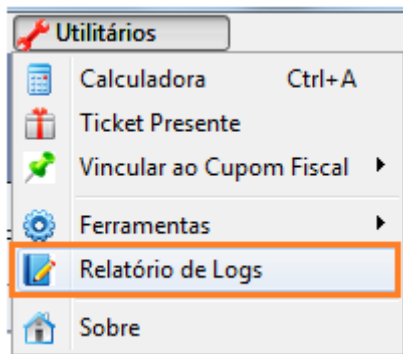 Utilitários
Calculadora Ctrl+A
Ticket Presente
Vincular ao Cupom Fiscal
Ferramentas
Relatório de Logs
Sobre